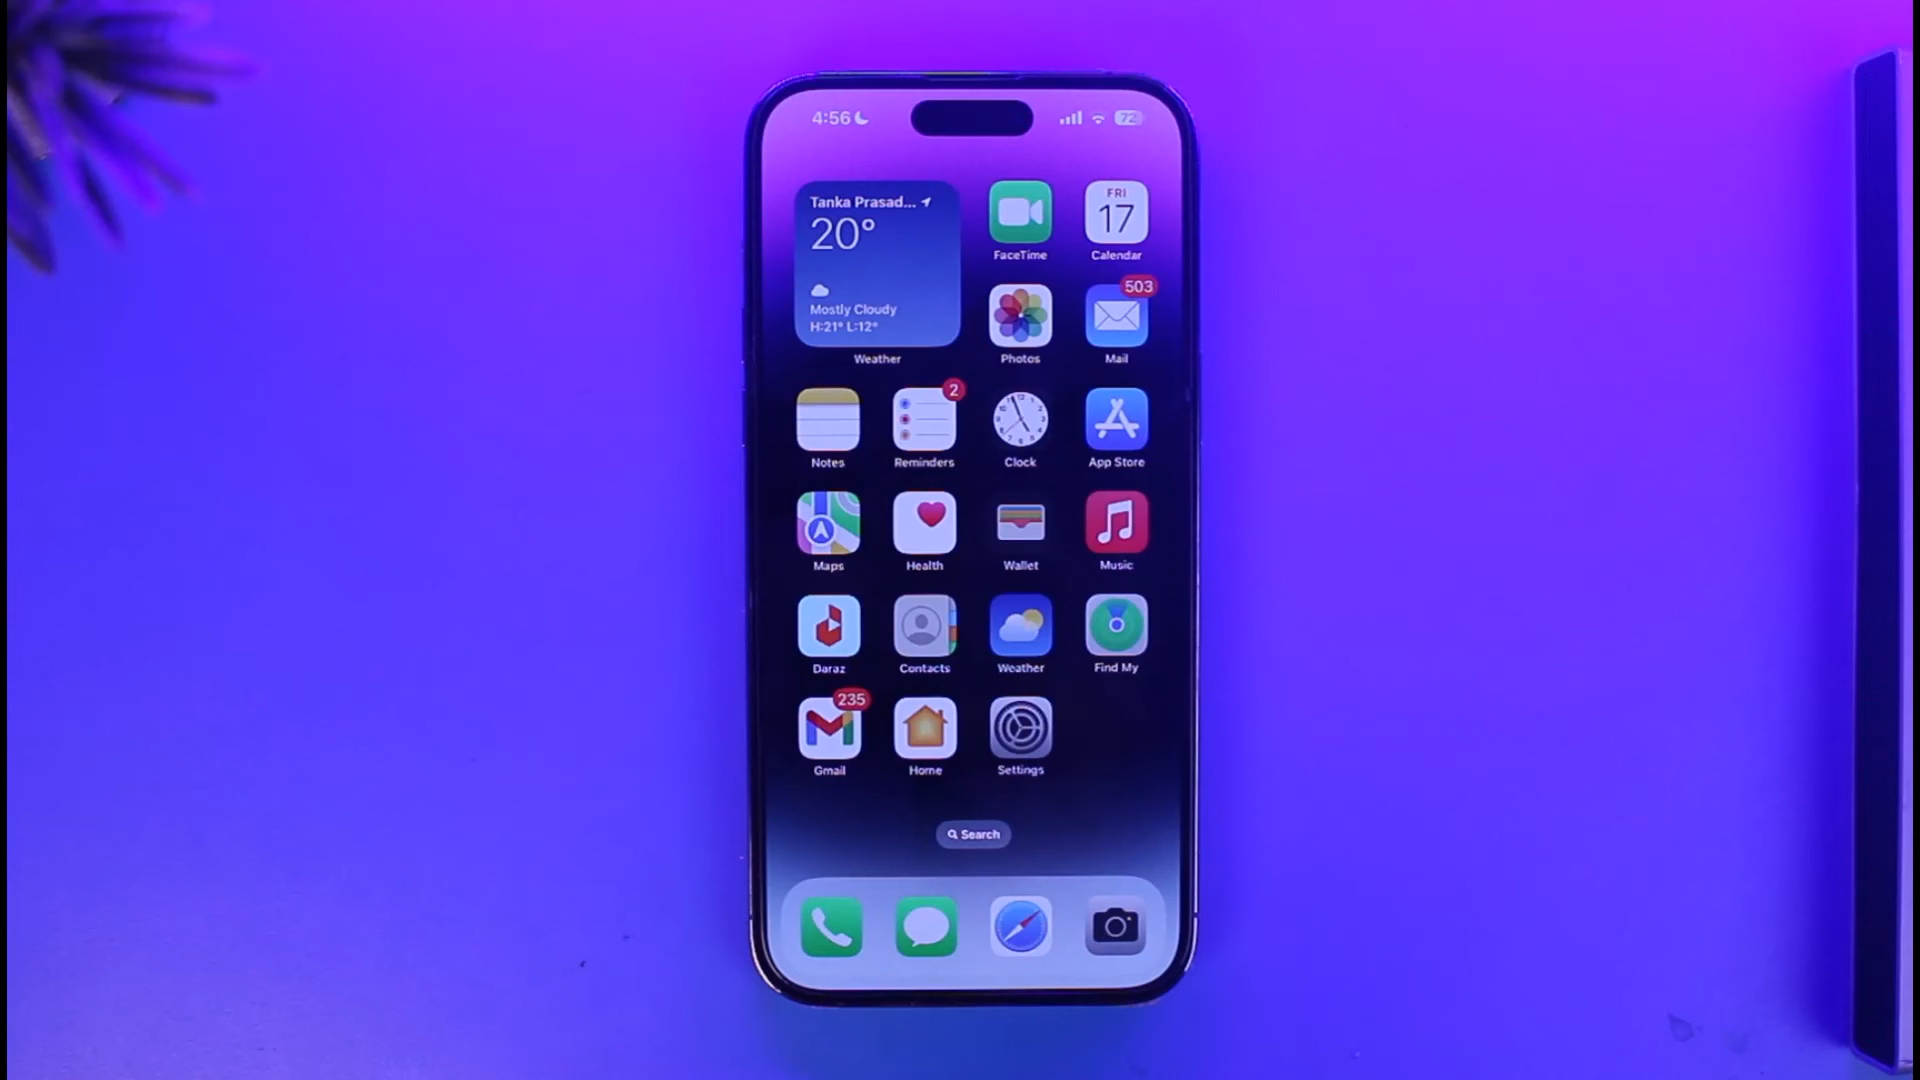 4:56
72
Tanka Prasad...
20°
Mostly Cloudy
H:21° L:12°
Weather
FaceTime
FRI
17
Calendar
Photos
503
Mail
Notes
2
Reminders
Clock
App Store
Maps
Health
Wallet
Music
Daraz
Contacts
Weather
Find My
235
Gmail
Home
Settings
Search